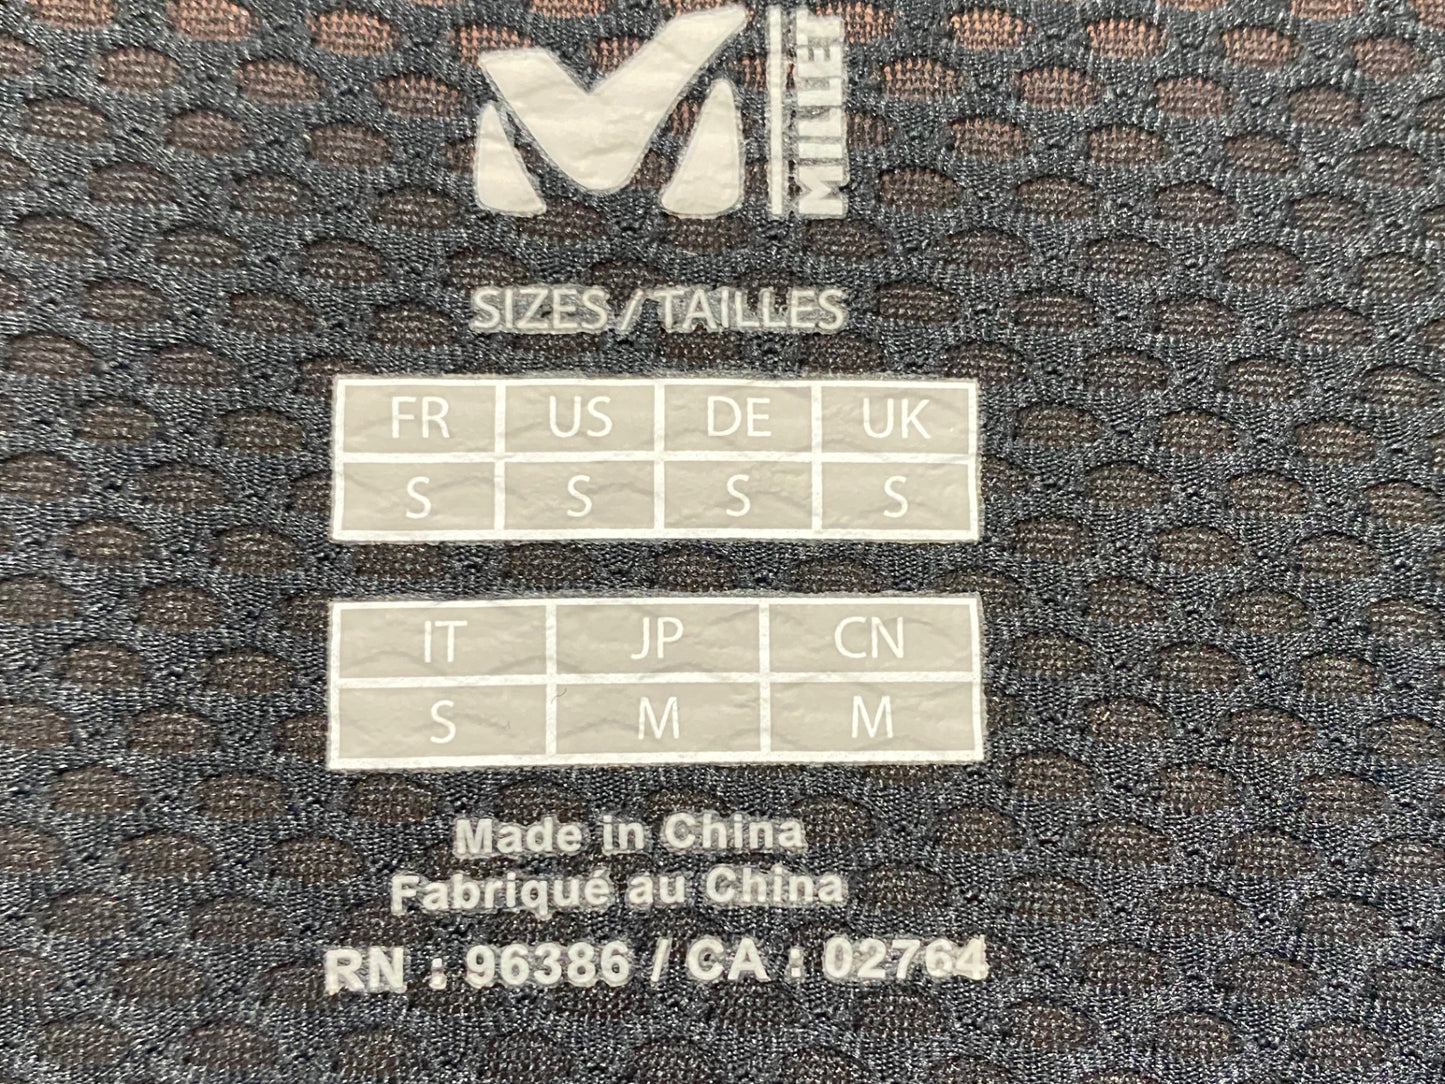 MILLET
SIZES / TAILLES
FR US DE UK
S S S S
IT JP CN
S M M
Made in China
Fabriqué au China
RN : 96386 / CA : 02764